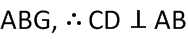 ABG, ∴ CD ⊥ AB